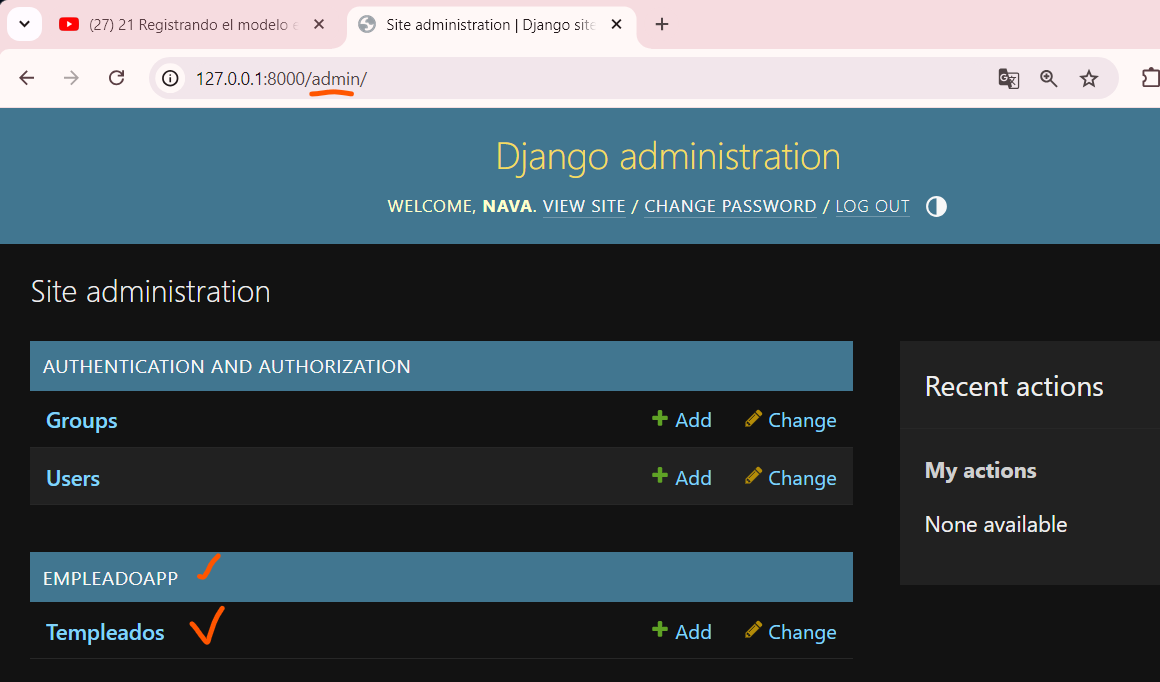 (27) 21 Registrando el modelo
Site administration | Django site
127.0.0.1:8000/admin/
Django administration
WELCOME, NAVA. VIEW SITE / CHANGE PASSWORD / LOG OUT
Site administration
AUTHENTICATION AND AUTHORIZATION
Groups Add Change
Users Add Change
EMPLEADOAPP
Templeados Add Change
Recent actions
My actions
None available